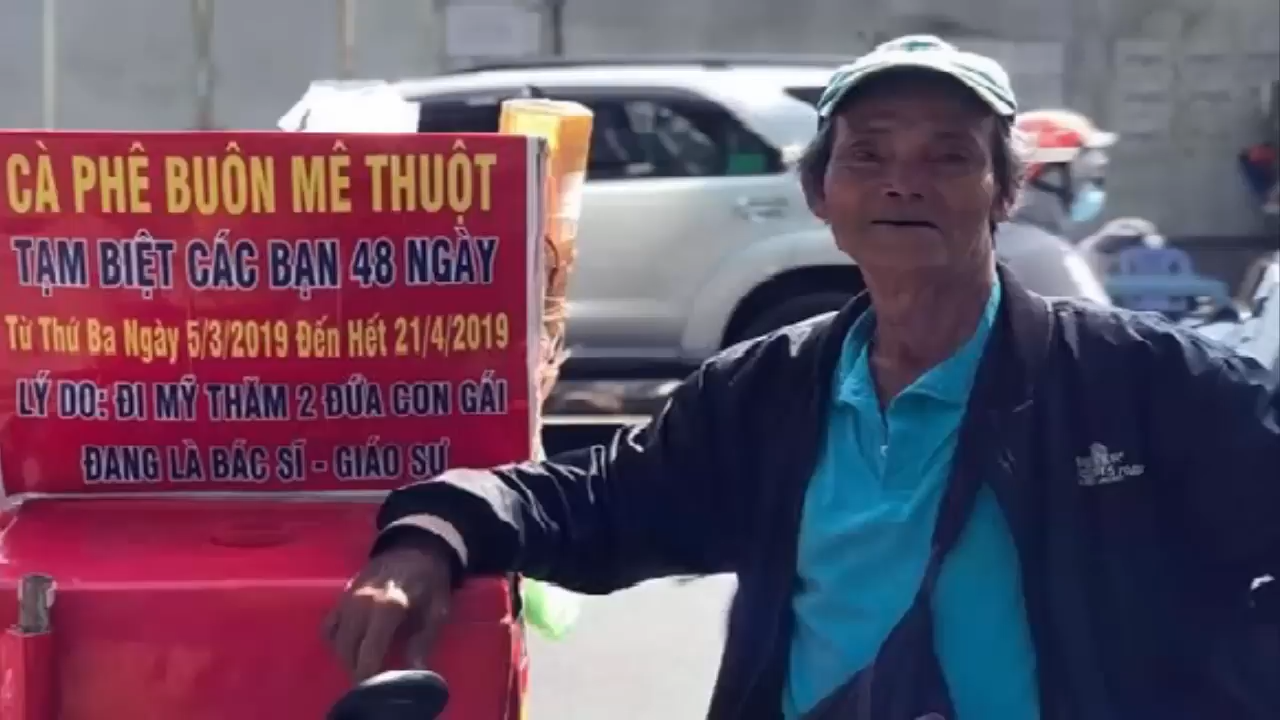 CÀ PHÊ BUÔN MÊ THUỘT
TẠM BIỆT CÁC BẠN 48 NGÀY
Từ Thứ Ba Ngày 5/3/2019 Đến Hết 21/4/2019
LÝ DO: ĐI MỸ THĂM 2 ĐỨA CON GÁI
ĐANG LÀ BÁC SĨ - GIÁO SƯ